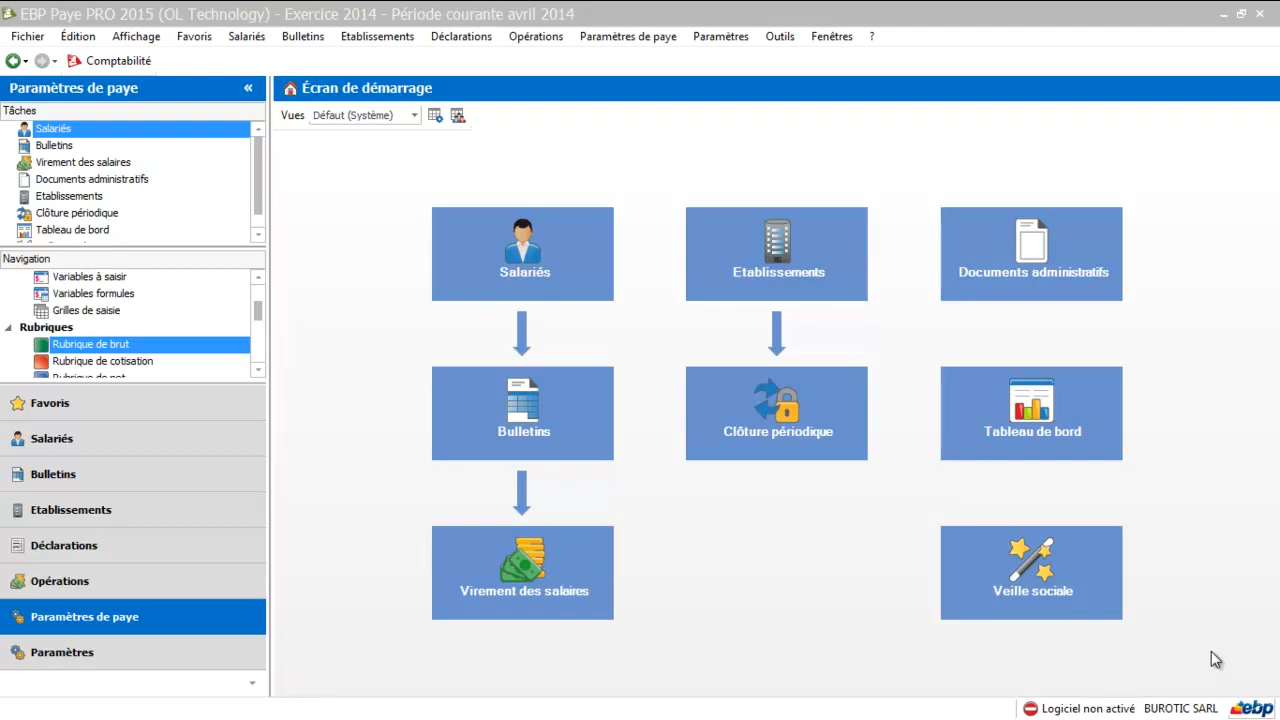 EBP Paye PRO 2015 (OL Technology) - Exercice 2014 - Période courante avril 2014
Fichier Édition Affichage Favoris Salariés Bulletins Etablissements Déclarations Opérations Paramètres de paye Paramètres Outils Fenêtres ?
Comptabilité
Paramètres de paye «
Tâches
Salariés
Bulletins
Virement des salaires
Documents administratifs
Etablissements
Clôture périodique
Tableau de bord
Navigation
Variables à saisir
Variables formules
Grilles de saisie
Rubriques
Rubrique de brut
Rubrique de cotisation
Rubrique de net
Favoris
Salariés
Bulletins
Etablissements
Déclarations
Opérations
Paramètres de paye
Paramètres
Écran de démarrage
Vues Défaut (Système)
Salariés
Etablissements
Documents administratifs
Bulletins
Clôture périodique
Tableau de bord
Virement des salaires
Veille sociale
Logiciel non activé BUROTIC SARL ebp